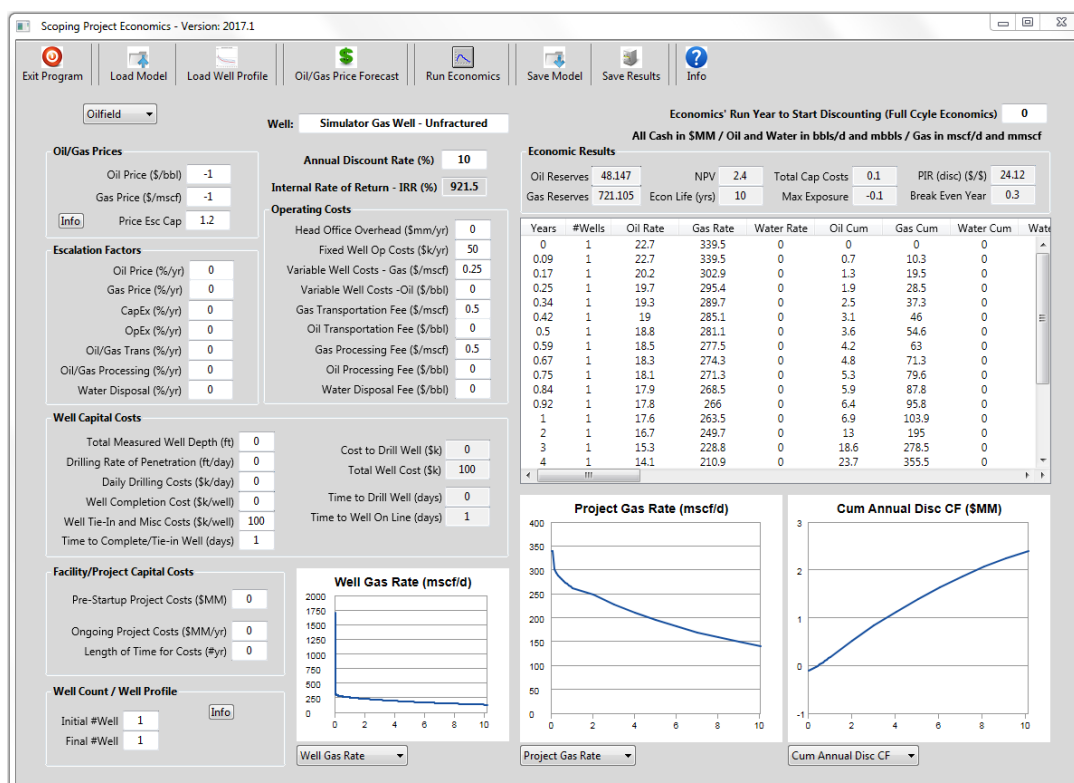 Scoping Project Economics - Version: 2017.1
Exit Program Load Model Load Well Profile Oil/Gas Price Forecast Run Economics Save Model Save Results Info
Oilfield
Economics' Run Year to Start Discounting (Full Ccyle Economics) 0
Well: Simulator Gas Well - Unfractured
All Cash in $MM / Oil and Water in bbls/d and mbbls / Gas in mscf/d and mmscf
Oil/Gas Prices
Oil Price ($/bbl) -1
Gas Price ($/mscf) -1
Info Price Esc Cap 1.2
Escalation Factors
Oil Price (%/yr) 0
Gas Price (%/yr) 0
CapEx (%/yr) 0
OpEx (%/yr) 0
Oil/Gas Trans (%/yr) 0
Oil/Gas Processing (%/yr) 0
Water Disposal (%/yr) 0
Annual Discount Rate (%) 10
Internal Rate of Return - IRR (%) 921.5
Operating Costs
Head Office Overhead ($mm/yr) 0
Fixed Well Op Costs ($k/yr) 50
Variable Well Costs - Gas ($/mscf) 0.25
Variable Well Costs -Oil ($/bbl) 0
Gas Transportation Fee ($/mscf) 0.5
Oil Transportation Fee ($/bbl) 0
Gas Processing Fee ($/mscf) 0.5
Oil Processing Fee ($/bbl) 0
Water Disposal Fee ($/bbl) 0
Economic Results
Oil Reserves 48.147 NPV 2.4 Total Cap Costs 0.1 PIR (disc) ($/$) 24.12
Gas Reserves 721.105 Econ Life (yrs) 10 Max Exposure -0.1 Break Even Year 0.3
Years #Wells Oil Rate Gas Rate Water Rate Oil Cum Gas Cum Water Cum Wate
0 1 22.7 339.5 0 0 0 0
0.09 1 22.7 339.5 0 0.7 10.3 0
0.17 1 20.2 302.9 0 1.3 19.5 0
0.25 1 19.7 295.4 0 1.9 28.5 0
0.34 1 19.3 289.7 0 2.5 37.3 0
0.42 1 19 285.1 0 3.1 46 0
0.5 1 18.8 281.1 0 3.6 54.6 0
0.59 1 18.5 277.5 0 4.2 63 0
0.67 1 18.3 274.3 0 4.8 71.3 0
0.75 1 18.1 271.3 0 5.3 79.6 0
0.84 1 17.9 268.5 0 5.9 87.8 0
0.92 1 17.8 266 0 6.4 95.8 0
1 1 17.6 263.5 0 6.9 103.9 0
2 1 16.7 249.7 0 13 195 0
3 1 15.3 228.8 0 18.6 278.5 0
4 1 14.1 210.9 0 23.7 355.5 0
Well Capital Costs
Total Measured Well Depth (ft) 0
Drilling Rate of Penetration (ft/day) 0
Daily Drilling Costs ($k/day) 0
Well Completion Cost ($k/well) 0
Well Tie-In and Misc Costs ($k/well) 100
Time to Complete/Tie-in Well (days) 1
Cost to Drill Well ($k) 0
Total Well Cost ($k) 100
Time to Drill Well (days) 0
Time to Well On Line (days) 1
Facility/Project Capital Costs
Pre-Startup Project Costs ($MM) 0
Ongoing Project Costs ($MM/yr) 0
Length of Time for Costs (#yr) 0
Well Count / Well Profile
Info
Initial #Well 1
Final #Well 1
Well Gas Rate (mscf/d)
2000
1750
1500
1250
1000
750
500
250
0
0 2 4 6 8 10
Well Gas Rate
Project Gas Rate (mscf/d)
400
350
300
250
200
150
100
50
0
0 2 4 6 8 10
Project Gas Rate
Cum Annual Disc CF ($MM)
3
2
1
0
-1
0 2 4 6 8 10
Cum Annual Disc CF